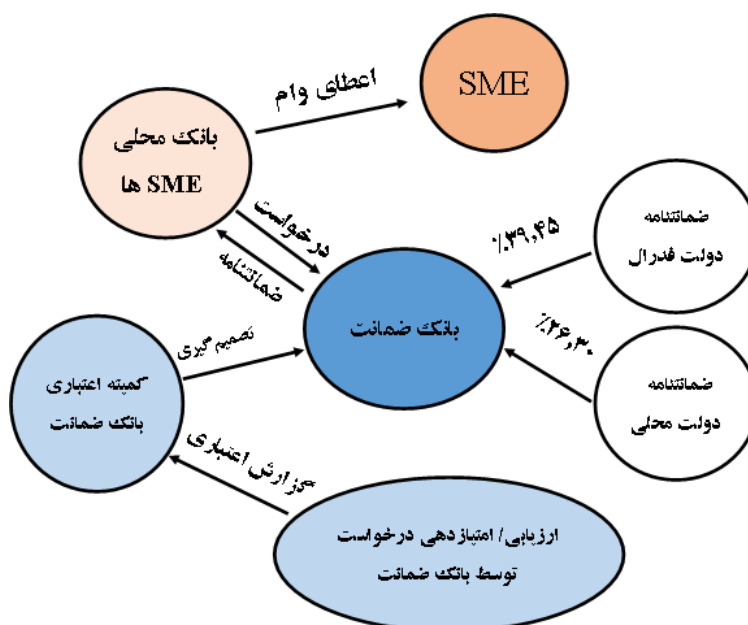 SME
اعطای وام
بانک محلی
SME ها
درخواست
ضمانتنامه
ضمانتنامه
دولت فدرال
٪۳۹,۴۵
بانک ضمانت
٪۲۶,۳۰
ضمانتنامه
دولت محلی
تصمیم گیری
کمیته اعتباری
بانک ضمانت
گزارش اعتباری
ارزیابی/ امتیازدهی درخواست
توسط بانک ضمانت